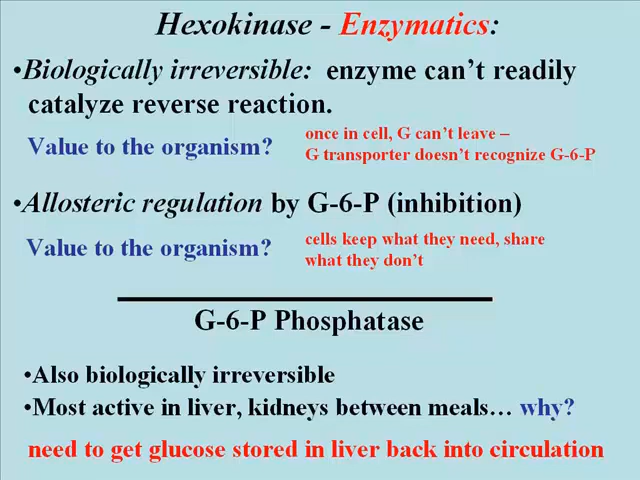 Hexokinase - Enzymatics:
•Biologically irreversible: enzyme can't readily
catalyze reverse reaction.
Value to the organism?
once in cell, G can't leave –
G transporter doesn't recognize G-6-P
•Allosteric regulation by G-6-P (inhibition)
Value to the organism?
cells keep what they need, share
what they don't
G-6-P Phosphatase
•Also biologically irreversible
•Most active in liver, kidneys between meals… why?
need to get glucose stored in liver back into circulation